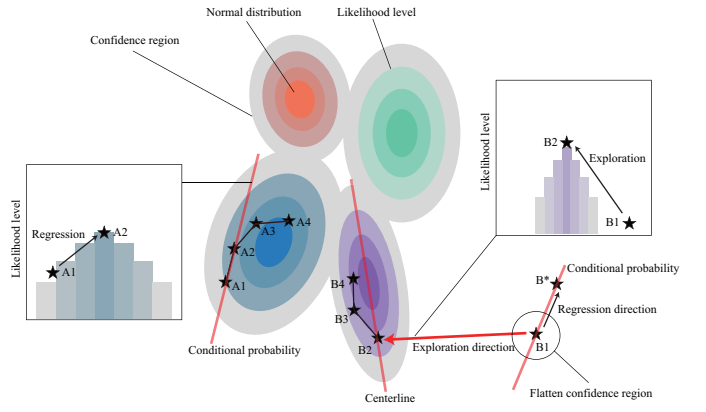 Normal distribution
Likelihood level
Confidence region
Likelihood level
B2
Exploration
B1
Likelihood level
Regression
A2
A1
A3
A4
A2
A1
B4
B3
B2
Conditional probability
B*
Conditional probability
Regression direction
Exploration direction
B1
Flatten confidence region
Centerline